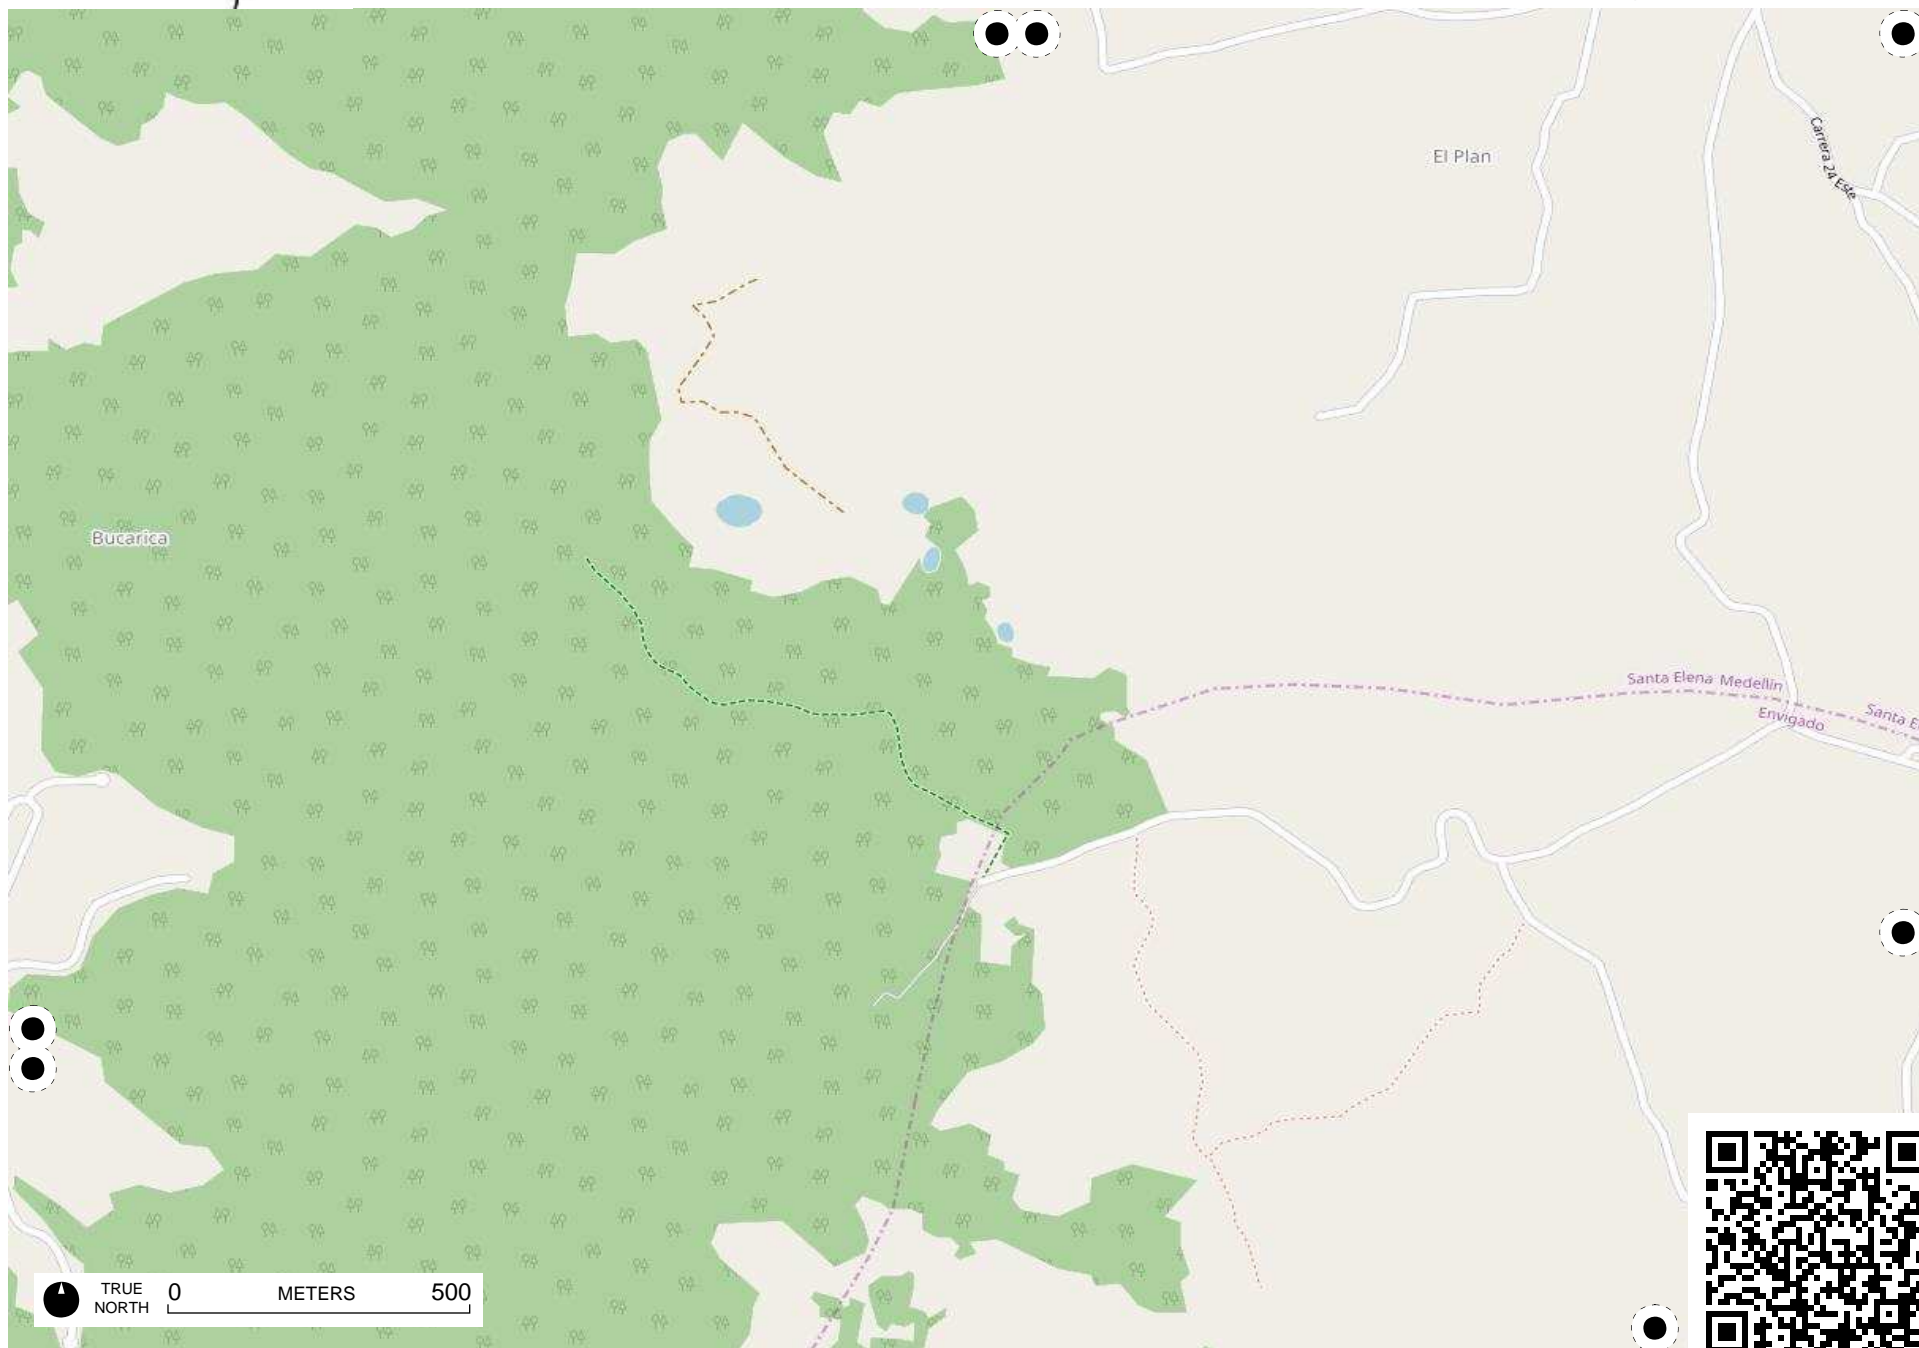 El Plan
Carrera 24 Este
Bucarica
Santa Elena Medellín
Envigado
Santa E
TRUE NORTH
0 METERS 500